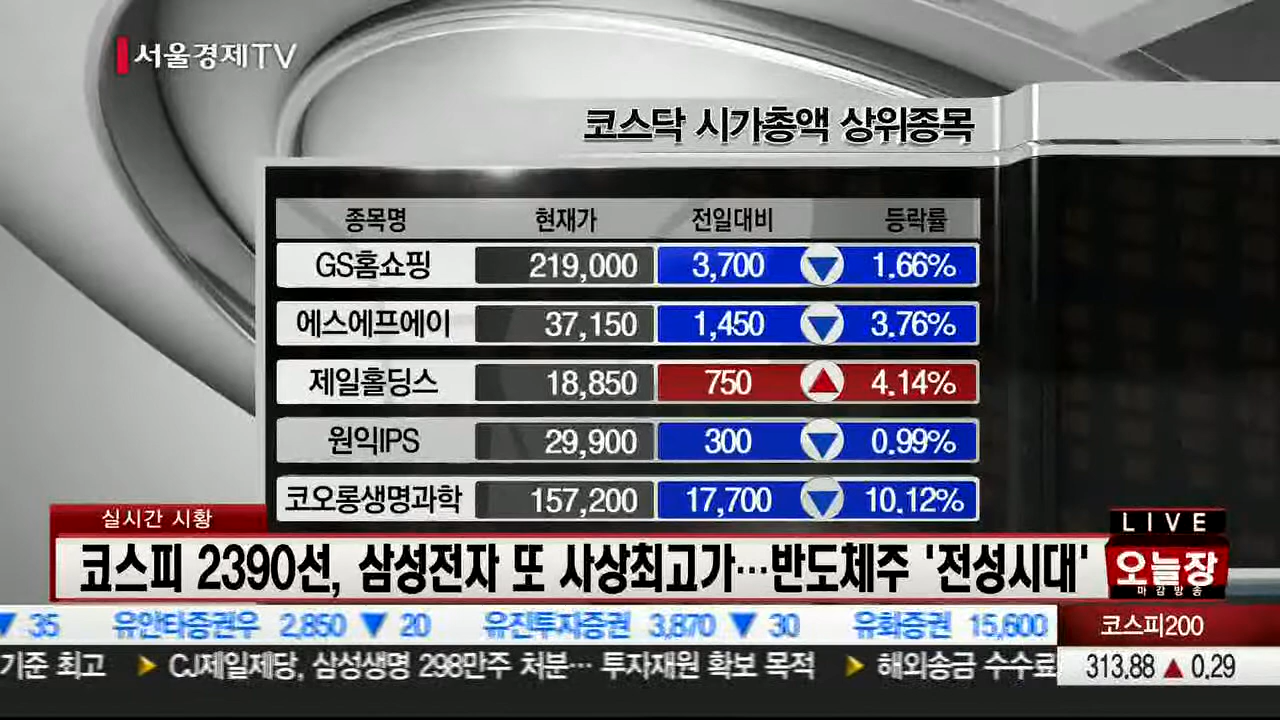 서울경제TV
코스닥 시가총액 상위종목
종목명 현재가 전일대비 등락률
GS홈쇼핑 219,000 3,700 ▼ 1.66%
에스에프에이 37,150 1,450 ▼ 3.76%
제일홀딩스 18,850 750 ▲ 4.14%
원익IPS 29,900 300 ▼ 0.99%
코오롱생명과학 157,200 17,700 ▼ 10.12%
실시간 시황
LIVE
코스피 2390선, 삼성전자 또 사상최고가…반도체주 '전성시대'
오늘장
마감방송
▼ 35 유안타증권우 2,850 ▼ 20 유진투자증권 3,870 ▼ 30 유화증권 15,600
코스피200
기준 최고 ▶ CJ제일제당, 삼성생명 298만주 처분… 투자재원 확보 목적 ▶ 해외송금 수수료
313.88 ▲ 0.29